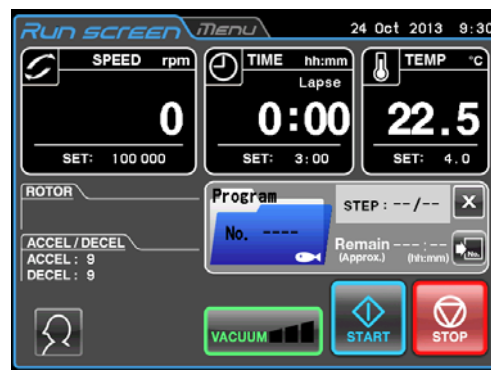 Run screen Menu 24 Oct 2013 9:30
SPEED rpm
0
SET: 100 000
TIME hh:mm
Lapse
0:00
SET: 3:00
TEMP °C
22.5
SET: 4.0
ROTOR
ACCEL/DECEL
ACCEL: 9
DECEL: 9
Program
No. ----
STEP: --/--
X
Remain --- : --
(Approx.) (hh:mm)
No.
VACUUM
START
STOP